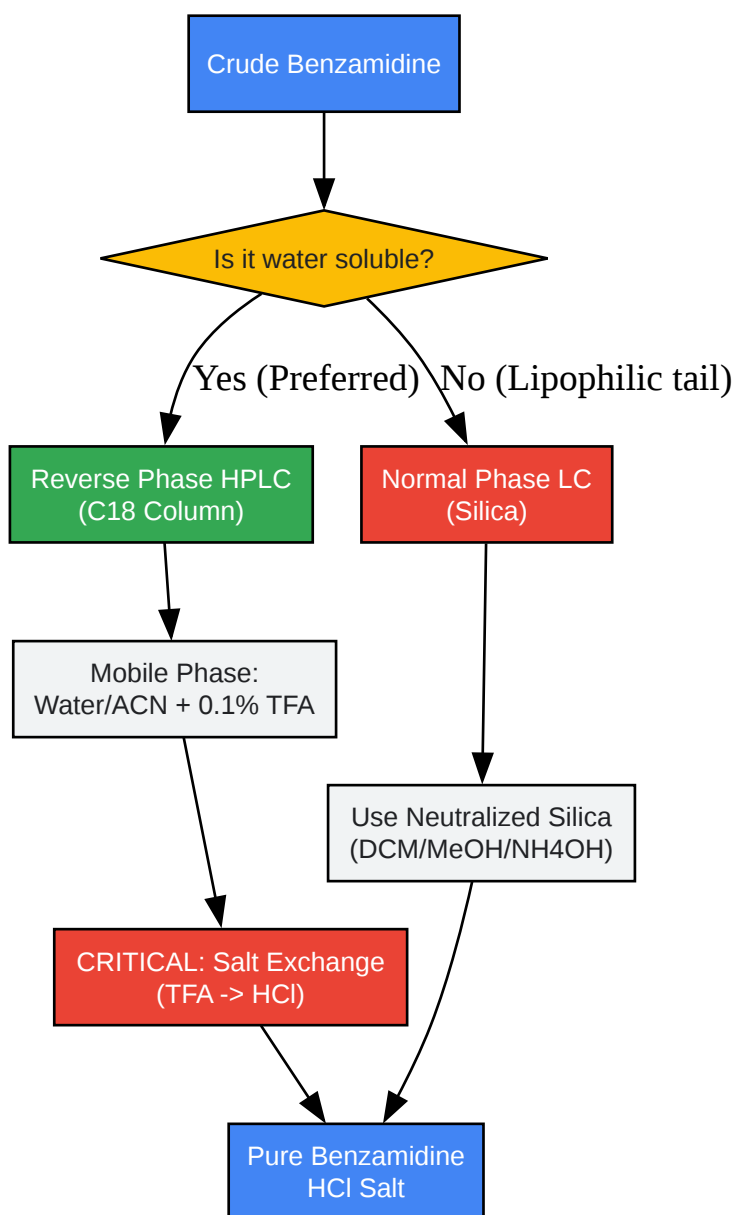 Crude Benzamidine
Is it water soluble?
Yes (Preferred)
No (Lipophilic tail)
Reverse Phase HPLC
(C18 Column)
Normal Phase LC
(Silica)
Mobile Phase:
Water/ACN + 0.1% TFA
Use Neutralized Silica
(DCM/MeOH/NH4OH)
CRITICAL: Salt Exchange
(TFA -> HCl)
Pure Benzamidine
HCl Salt